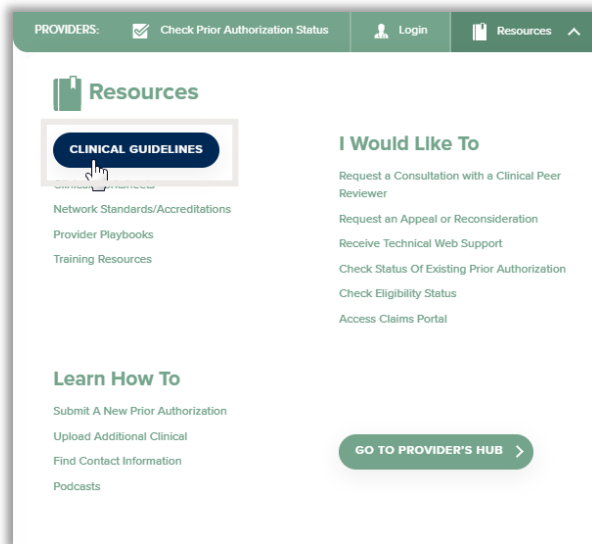 PROVIDERS: Check Prior Authorization Status Login Resources
Resources
CLINICAL GUIDELINES
Network Standards/Accreditations
Provider Playbooks
Training Resources
I Would Like To
Request a Consultation with a Clinical Peer
Reviewer
Request an Appeal or Reconsideration
Receive Technical Web Support
Check Status Of Existing Prior Authorization
Check Eligibility Status
Access Claims Portal
Learn How To
Submit A New Prior Authorization
Upload Additional Clinical
Find Contact Information
Podcasts
GO TO PROVIDER'S HUB